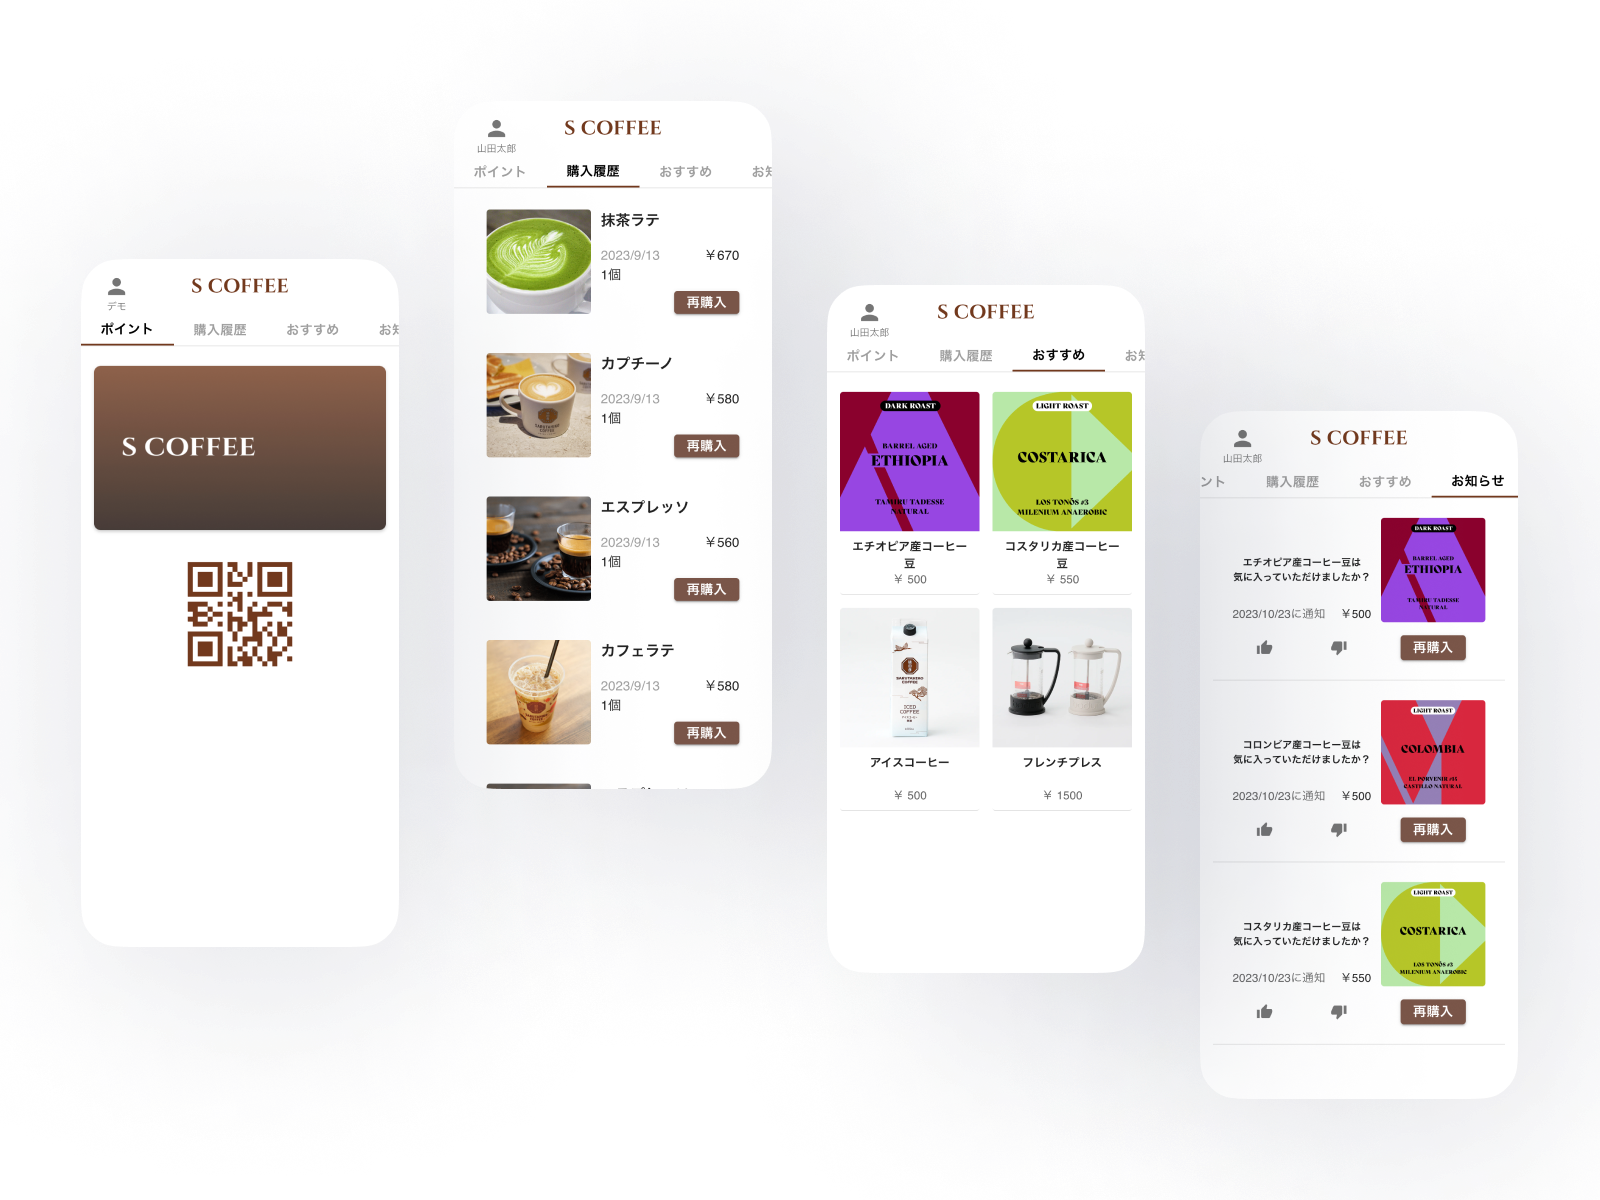 S COFFEE
デモ
ポイント
購入履歴
おすすめ
お知
S COFFEE
S COFFEE
山田太郎
ポイント
購入履歴
おすすめ
お知
抹茶ラテ
2023/9/13
¥670
1個
再購入
カプチーノ
2023/9/13
¥580
1個
再購入
エスプレッソ
2023/9/13
¥560
1個
再購入
カフェラテ
2023/9/13
¥580
1個
再購入
S COFFEE
山田太郎
ポイント
購入履歴
おすすめ
お知
DARK ROAST
BARREL AGED
ETHIOPIA
TAMIRU TADESSE
NATURAL
エチオピア産コーヒー
豆
¥ 500
LIGHT ROAST
COSTARICA
LOS TONÕS #3
MILENIUM ANAEROBIC
コスタリカ産コーヒー
豆
¥ 550
SARUTAHIKO
COFFEE
ICED
COFFEE
アイスコーヒー
¥ 500
フレンチプレス
¥ 1500
S COFFEE
山田太郎
ント
購入履歴
おすすめ
お知らせ
エチオピア産コーヒー豆は
気に入っていただけましたか？
2023/10/23に通知
¥500
DARK ROAST
BARREL AGED
ETHIOPIA
TAMIRU TADESSE
NATURAL
再購入
コロンビア産コーヒー豆は
気に入っていただけましたか？
2023/10/23に通知
¥500
LIGHT ROAST
COLOMBIA
EL PORVENIR #15
CASTILLO NATURAL
再購入
コスタリカ産コーヒー豆は
気に入っていただけましたか？
2023/10/23に通知
¥550
LIGHT ROAST
COSTARICA
LOS TONÕS #3
MILENIUM ANAEROBIC
再購入